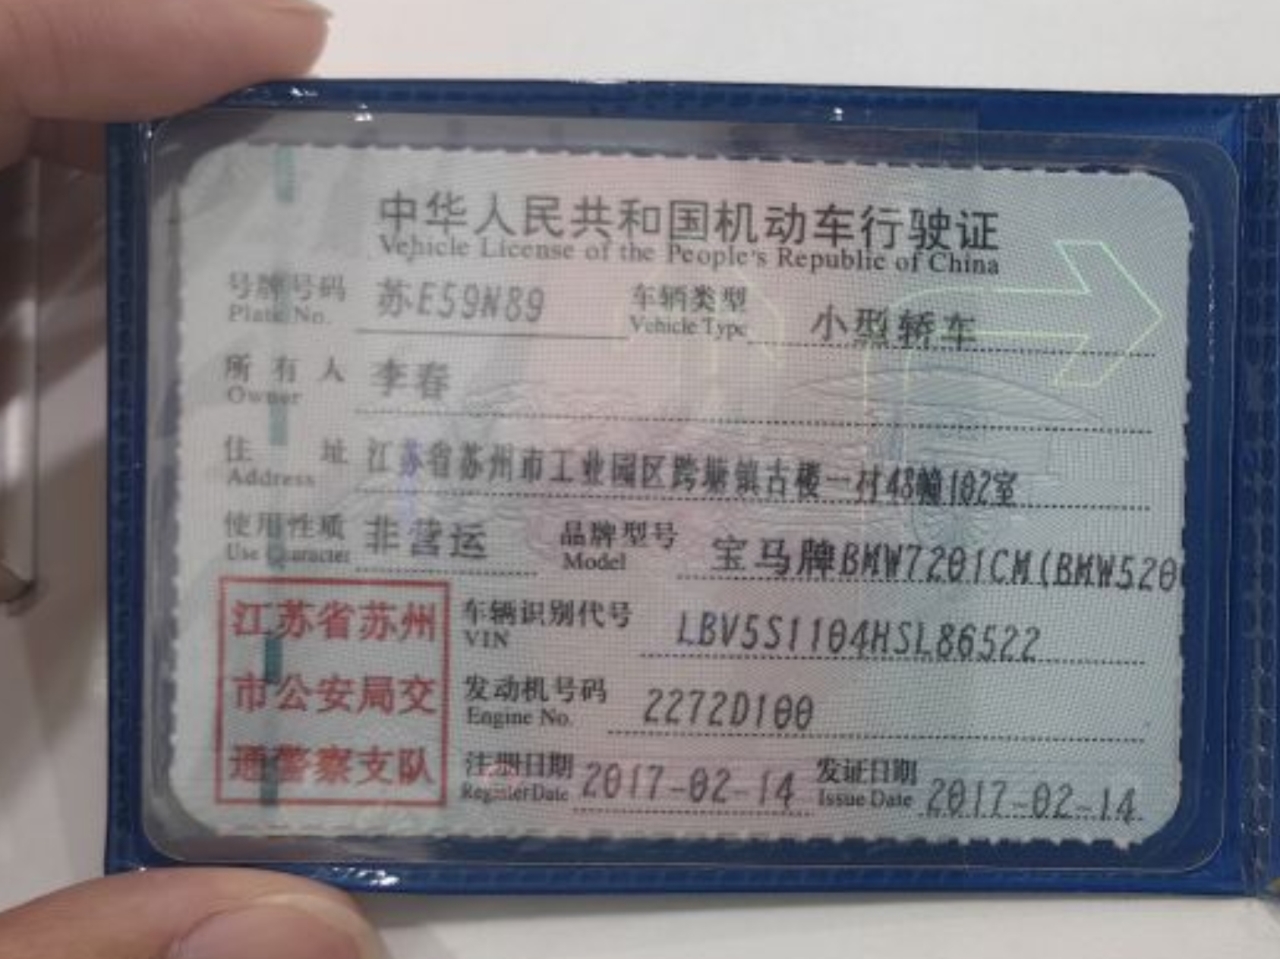 中华人民共和国机动车行驶证
Vehicle License of the People's Republic of China
号牌号码 苏E59N89 车辆类型 小型轿车
Plate No. Vehicle Type
所有人 李春
Owner
住址 江苏省苏州市工业园区跨塘镇古楼一村48幢102室
Address
使用性质 非营运 品牌型号 宝马牌BMW7201CM(BMW520
Use Character Model
江苏省苏州
市公安局交
通警察支队
车辆识别代号 LBV5S1104HSL86522
VIN
发动机号码 2272D100
Engine No.
注册日期 2017-02-14 发证日期 2017-02-14
Register Date Issue Date